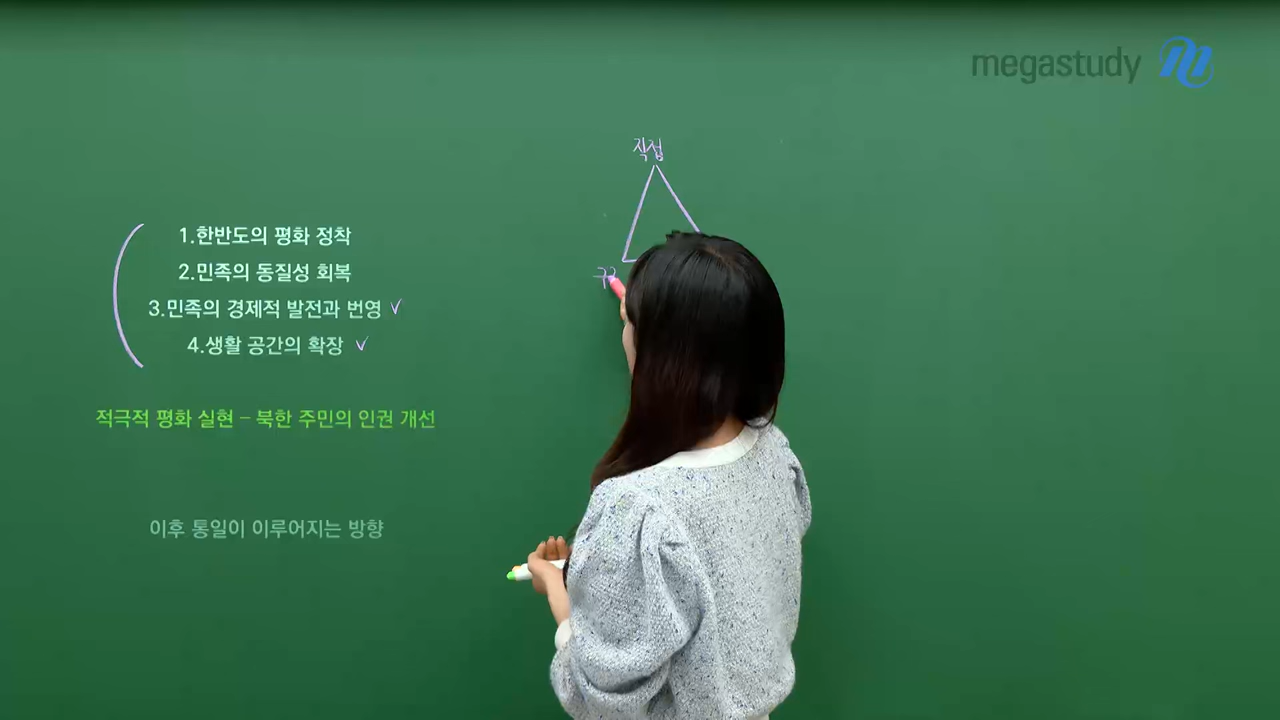 megastudy
직접
1.한반도의 평화 정착
2.민족의 동질성 회복
3.민족의 경제적 발전과 번영 ✓
4.생활 공간의 확장 ✓
적극적 평화 실현 – 북한 주민의 인권 개선
이후 통일이 이루어지는 방향